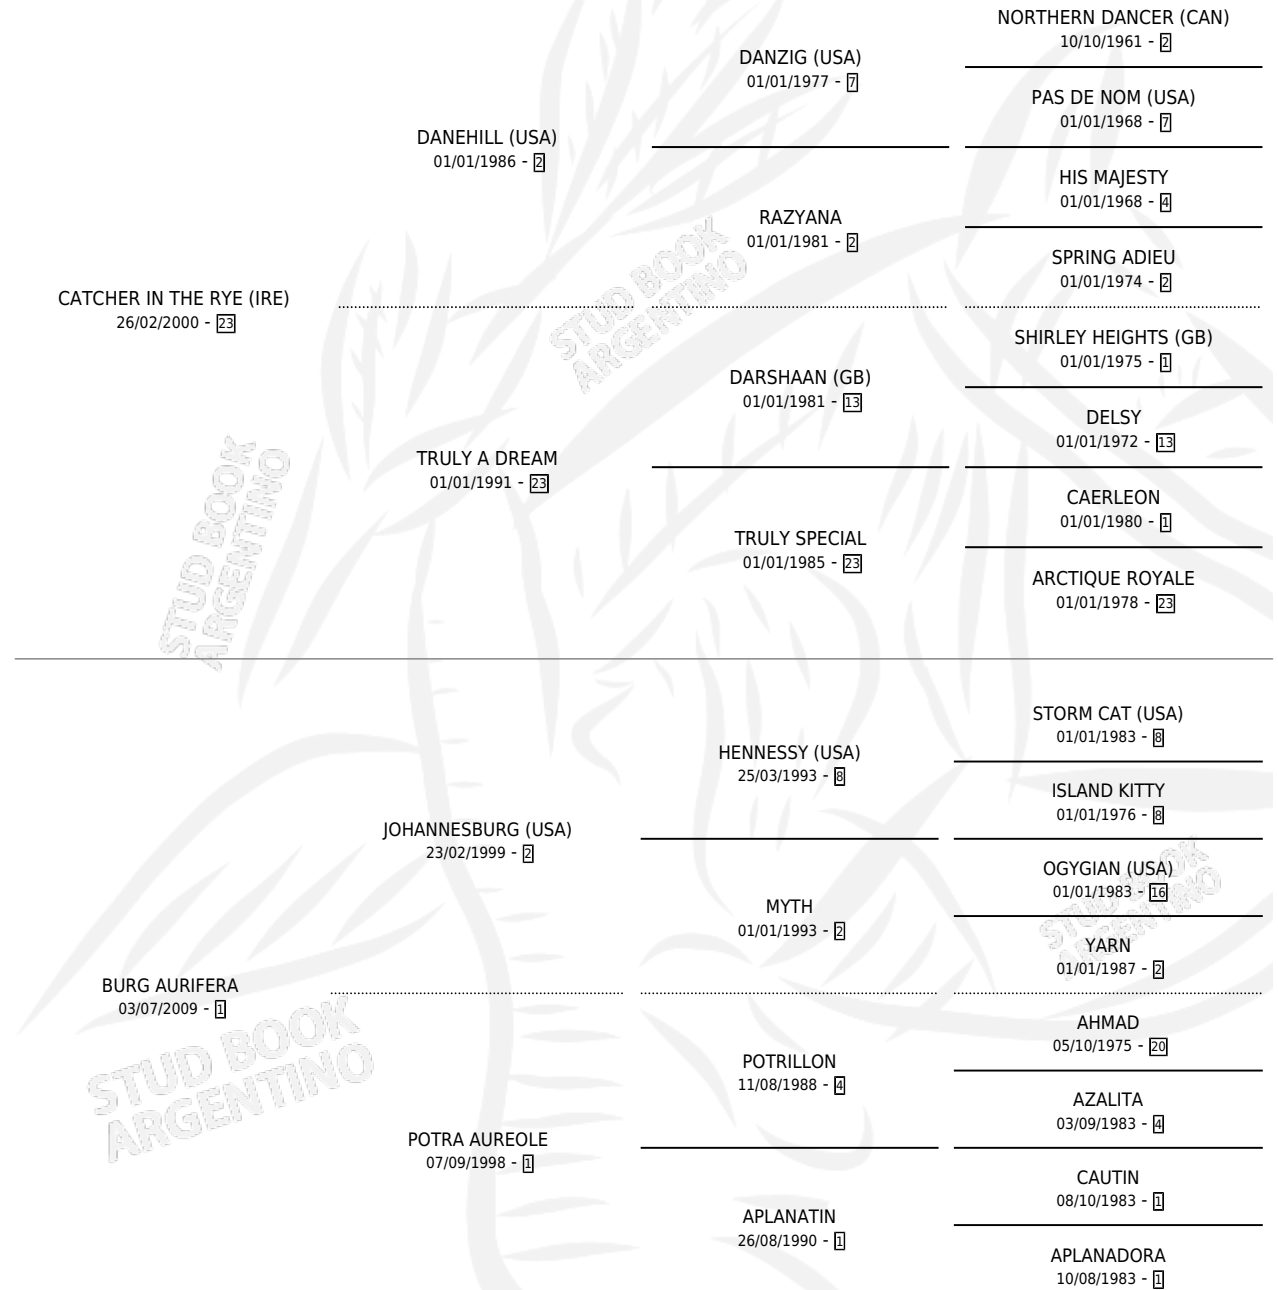 NORTHERN DANCER (CAN)
10/10/1961 - 2
DANZIG (USA)
01/01/1977 - 7
PAS DE NOM (USA)
01/01/1968 - 7
DANEHILL (USA)
01/01/1986 - 2
HIS MAJESTY
01/01/1968 - 4
RAZYANA
01/01/1981 - 2
SPRING ADIEU
01/01/1974 - 2
CATCHER IN THE RYE (IRE)
26/02/2000 - 23
SHIRLEY HEIGHTS (GB)
01/01/1975 - 1
DARSHAAN (GB)
01/01/1981 - 13
DELSY
01/01/1972 - 13
TRULY A DREAM
01/01/1991 - 23
CAERLEON
01/01/1980 - 1
TRULY SPECIAL
01/01/1985 - 23
ARCTIQUE ROYALE
01/01/1978 - 23
STORM CAT (USA)
01/01/1983 - 8
HENNESSY (USA)
25/03/1993 - 8
ISLAND KITTY
01/01/1976 - 8
JOHANNESBURG (USA)
23/02/1999 - 2
OGYGIAN (USA)
01/01/1983 - 16
MYTH
01/01/1993 - 2
YARN
01/01/1987 - 2
BURG AURIFERA
03/07/2009 - 1
AHMAD
05/10/1975 - 20
POTRILLON
11/08/1988 - 4
AZALITA
03/09/1983 - 4
POTRA AUREOLE
07/09/1998 - 1
CAUTIN
08/10/1983 - 1
APLANATIN
26/08/1990 - 1
APLANADORA
10/08/1983 - 1
STUD BOOK
ARGENTINO
STUD BOOK
ARGENTINO
STUD BOOK
ARGENTINO
STUD BOOK
ARGENTINO